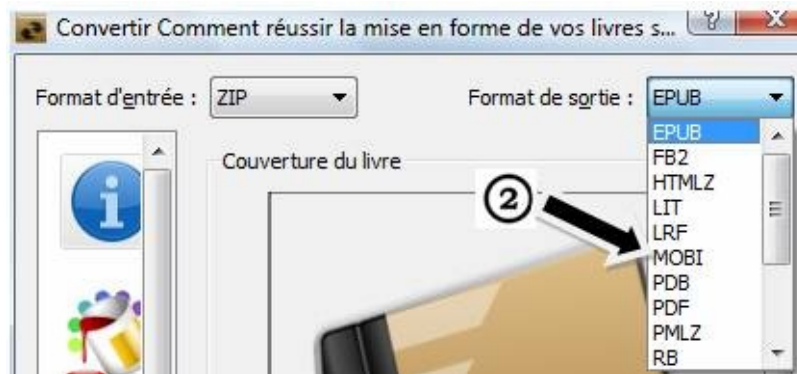 Convertir Comment réussir la mise en forme de vos livres s...
Format d'entrée : ZIP Format de sortie : EPUB
EPUB
Couverture du livre
FB2
HTMLZ
2
LIT
LRF
MOBI
PDB
PDF
PMLZ
RB